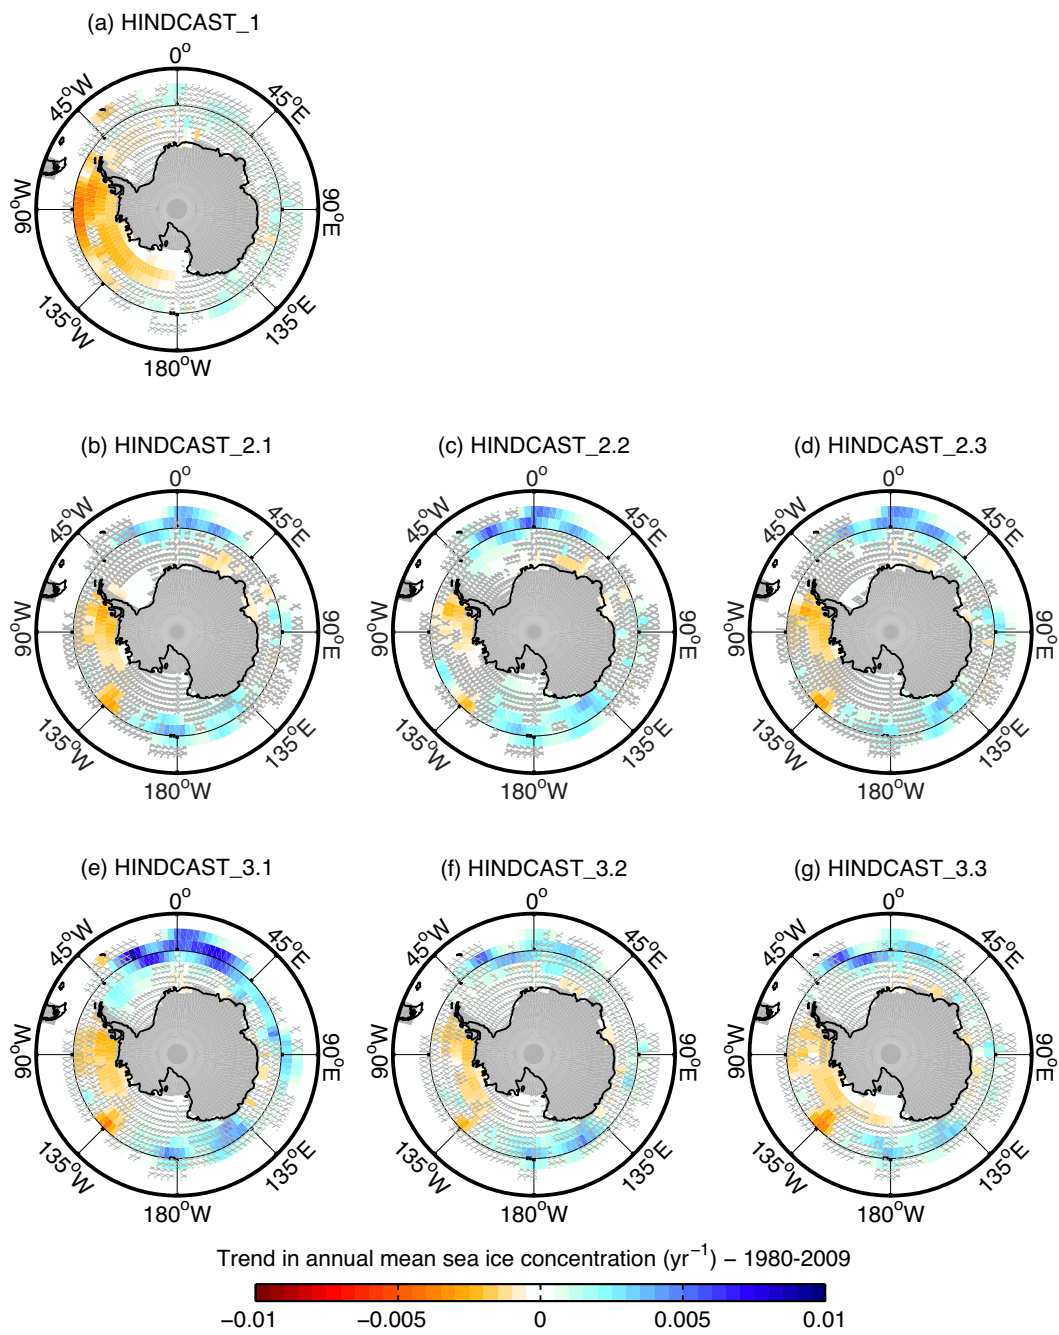 (a) HINDCAST_1
0°
45°W
45°E
90°W
90°E
135°W
135°E
180°W
(b) HINDCAST_2.1
0°
45°W
45°E
90°W
90°E
135°W
135°E
180°W
(c) HINDCAST_2.2
0°
45°W
45°E
90°W
90°E
135°W
135°E
180°W
(d) HINDCAST_2.3
0°
45°W
45°E
90°W
90°E
135°W
135°E
180°W
(e) HINDCAST_3.1
0°
45°W
45°E
90°W
90°E
135°W
135°E
180°W
(f) HINDCAST_3.2
0°
45°W
45°E
90°W
90°E
135°W
135°E
180°W
(g) HINDCAST_3.3
0°
45°W
45°E
90°W
90°E
135°W
135°E
180°W
Trend in annual mean sea ice concentration (yr⁻¹) – 1980-2009
−0.01 −0.005 0 0.005 0.01